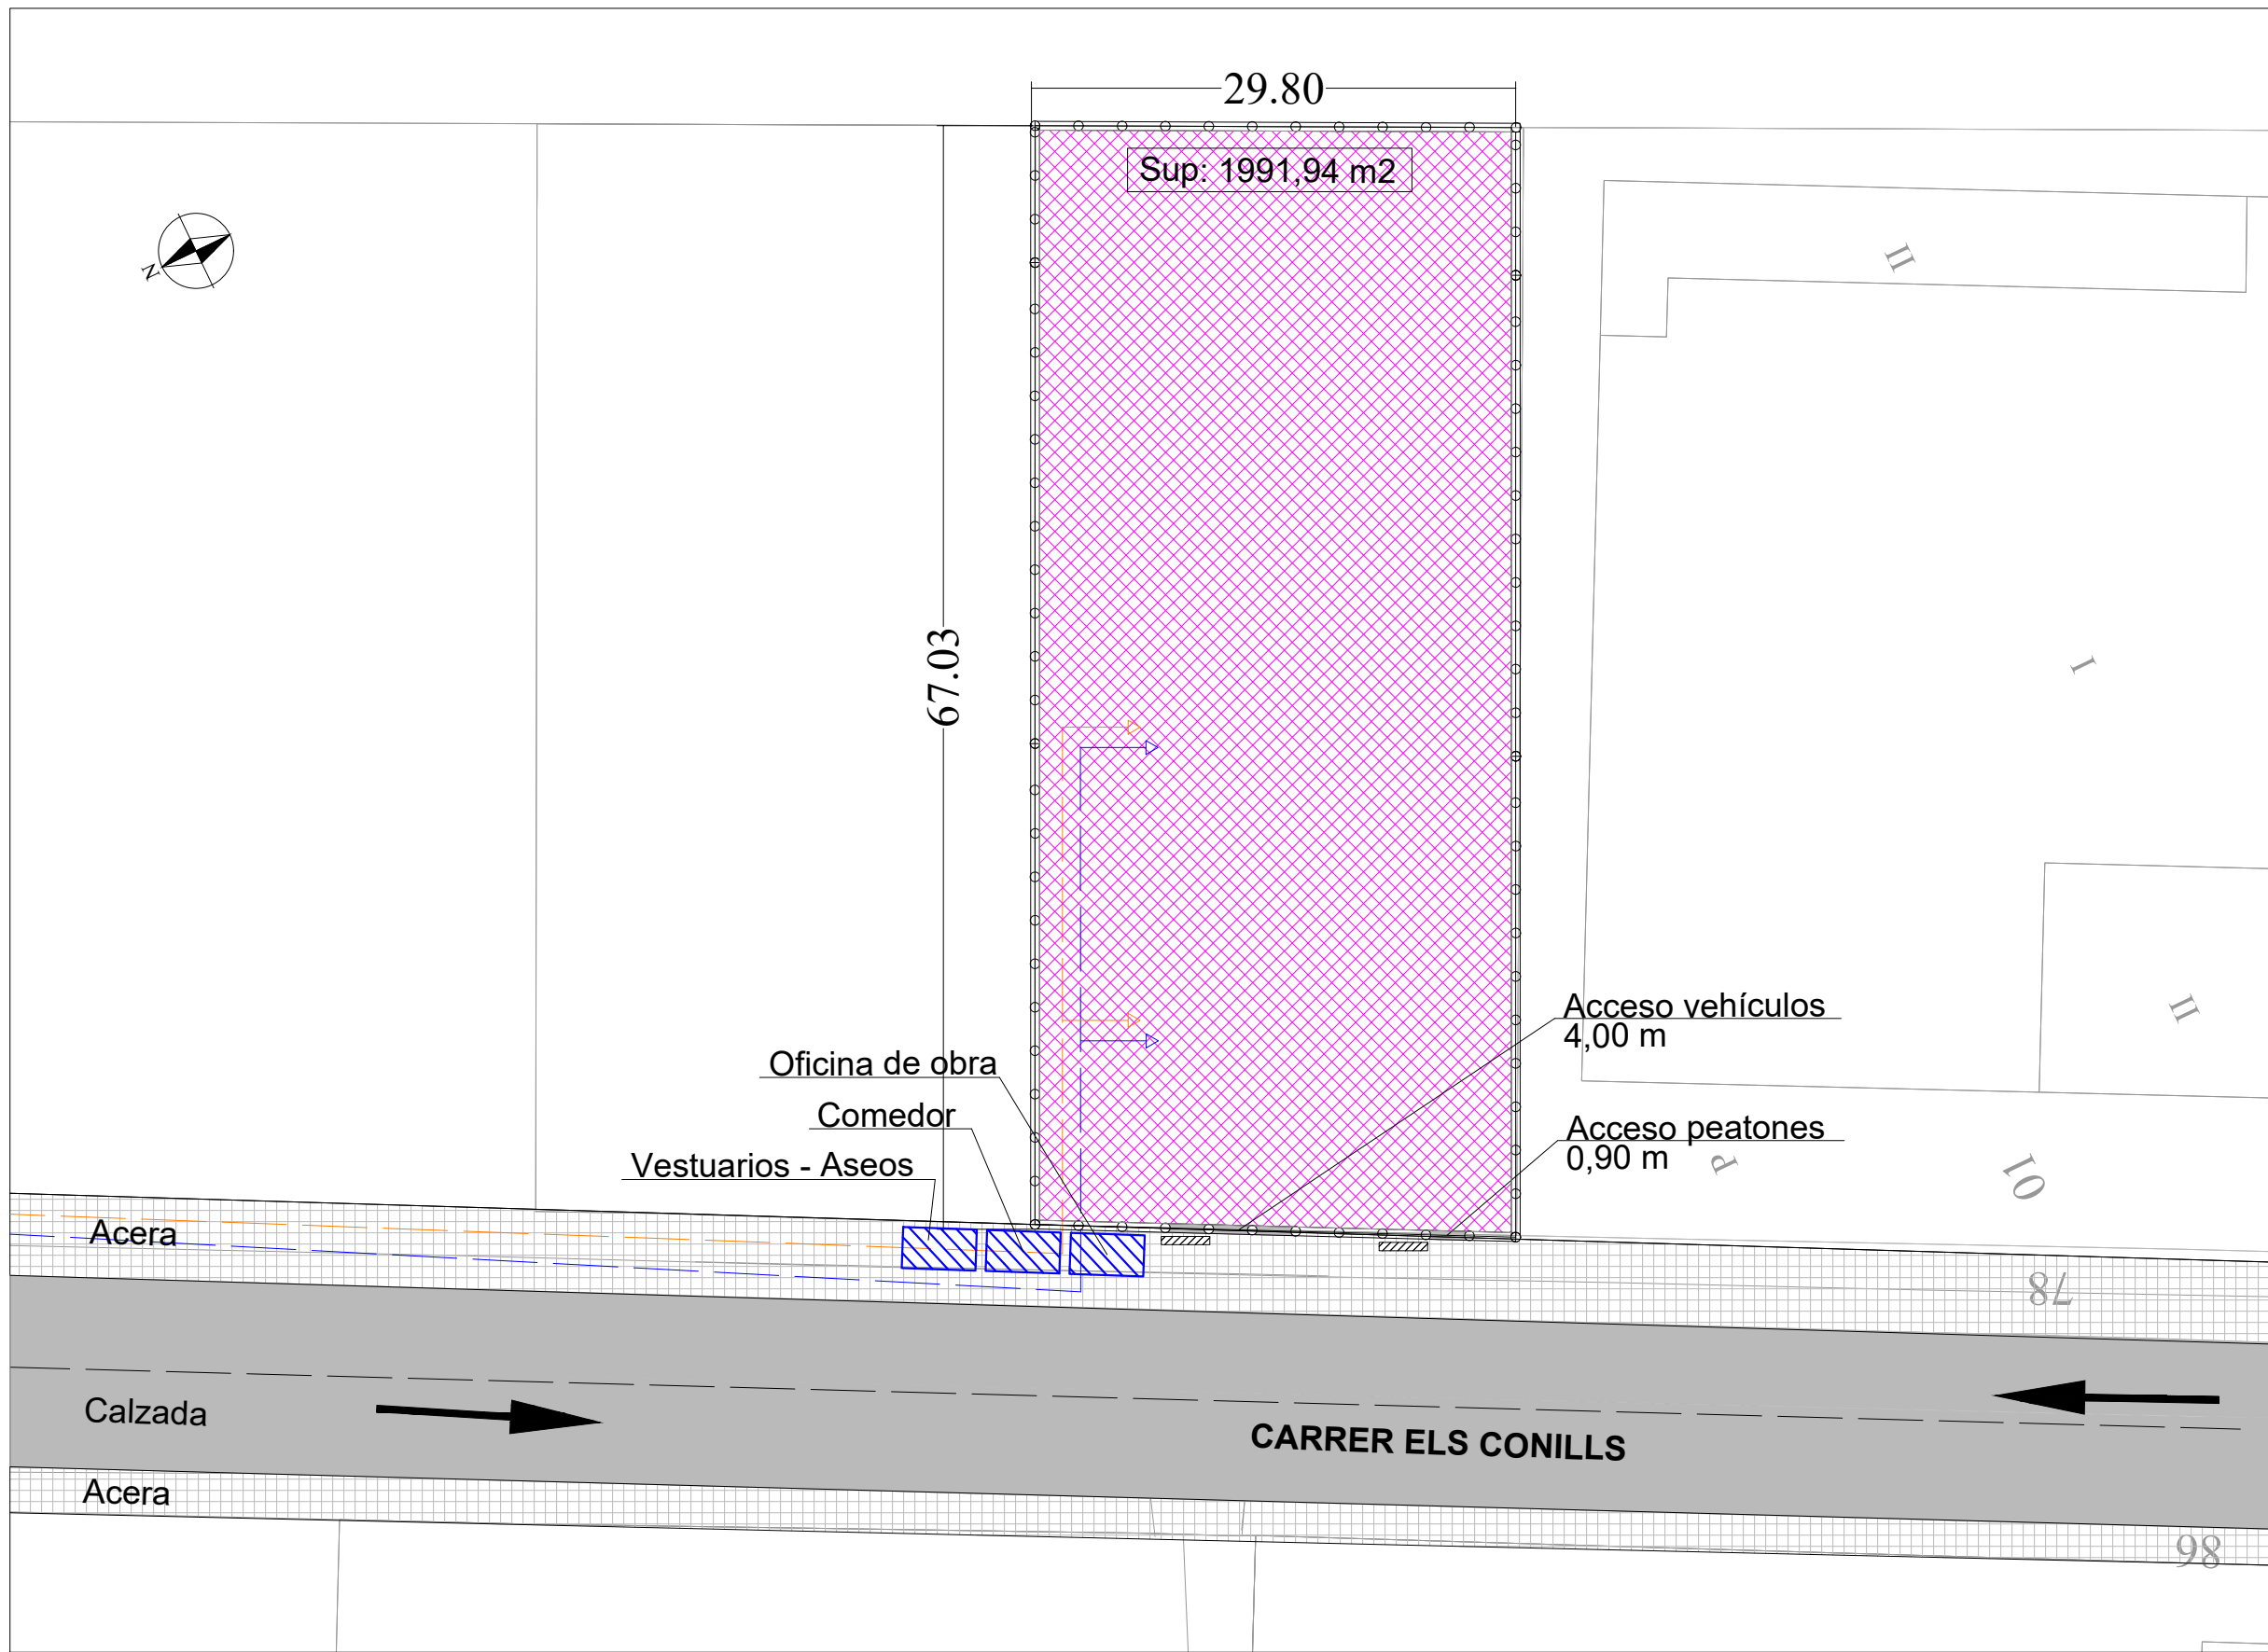 29.80
Sup: 1991,94 m2
N
II
67.03
I
II
Acceso vehículos
4,00 m
Oficina de obra
Comedor
Acceso peatones
0,90 m
Vestuarios - Aseos
P
10
Acera
78
Calzada
CARRER ELS CONILLS
Acera
98